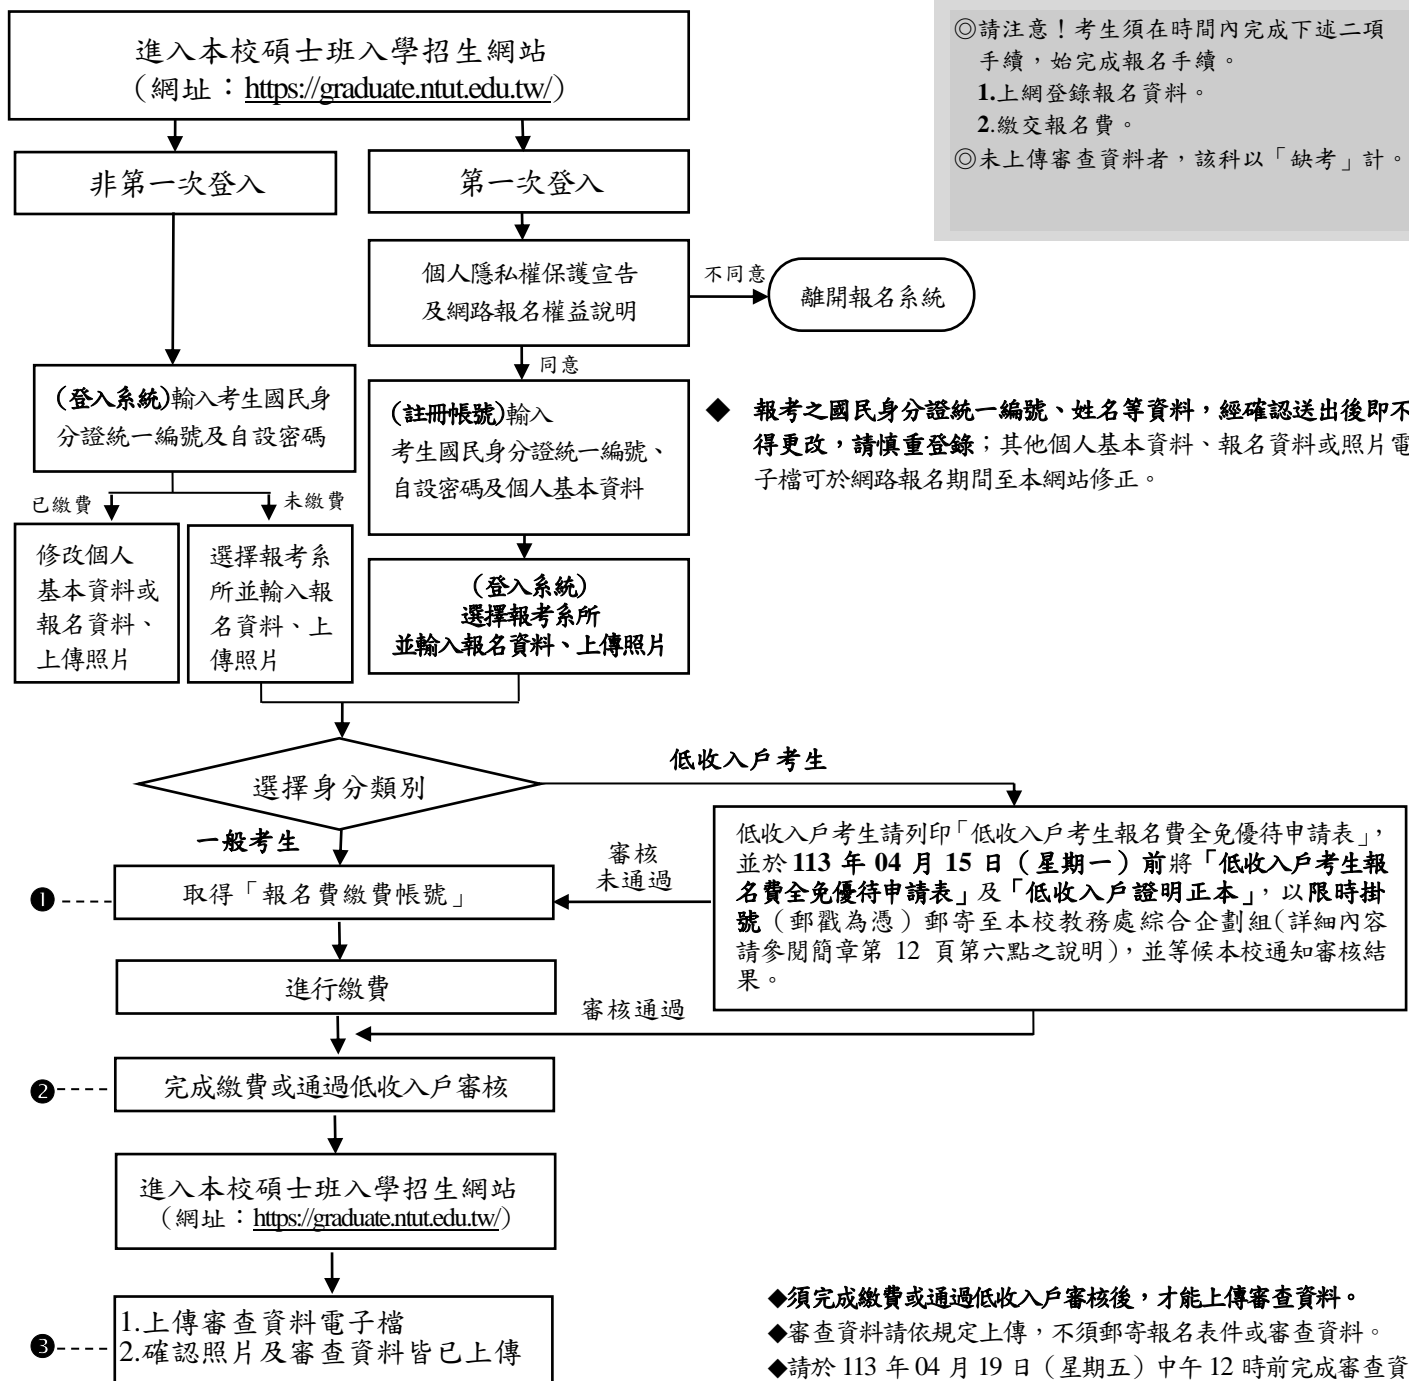 進入本校碩士班入學招生網站
（網址：https://graduate.ntut.edu.tw/）
◎請注意！考生須在時間內完成下述二項
手續，始完成報名手續。
1.上網登錄報名資料。
2.繳交報名費。
◎未上傳審查資料者，該科以「缺考」計。
非第一次登入
第一次登入
個人隱私權保護宣告
及網路報名權益說明
不同意
離開報名系統
同意
(登入系統)輸入考生國民身
分證統一編號及自設密碼
(註冊帳號)輸入
考生國民身分證統一編號、
自設密碼及個人基本資料
◆ 報考之國民身分證統一編號、姓名等資料，經確認送出後即不
得更改，請慎重登錄；其他個人基本資料、報名資料或照片電
子檔可於網路報名期間至本網站修正。
已繳費
未繳費
修改個人
基本資料或
報名資料、
上傳照片
選擇報考系
所並輸入報
名資料、上
傳照片
(登入系統)
選擇報考系所
並輸入報名資料、上傳照片
選擇身分類別
低收入戶考生
一般考生
低收入戶考生請列印「低收入戶考生報名費全免優待申請表」，
並於 113 年 04 月 15 日（星期一）前將「低收入戶考生報
名費全免優待申請表」及「低收入戶證明正本」，以限時掛
號（郵戳為憑）郵寄至本校教務處綜合企劃組(詳細內容
請參閱簡章第 12 頁第六點之說明)，並等候本校通知審核結
果。
審核
未通過
❶
取得「報名費繳費帳號」
進行繳費
審核通過
❷
完成繳費或通過低收入戶審核
進入本校碩士班入學招生網站
（網址：https://graduate.ntut.edu.tw/）
❸
1.上傳審查資料電子檔
2.確認照片及審查資料皆已上傳
◆須完成繳費或通過低收入戶審核後，才能上傳審查資料。
◆審查資料請依規定上傳，不須郵寄報名表件或審查資料。
◆請於 113 年 04 月 19 日（星期五）中午 12 時前完成審查資